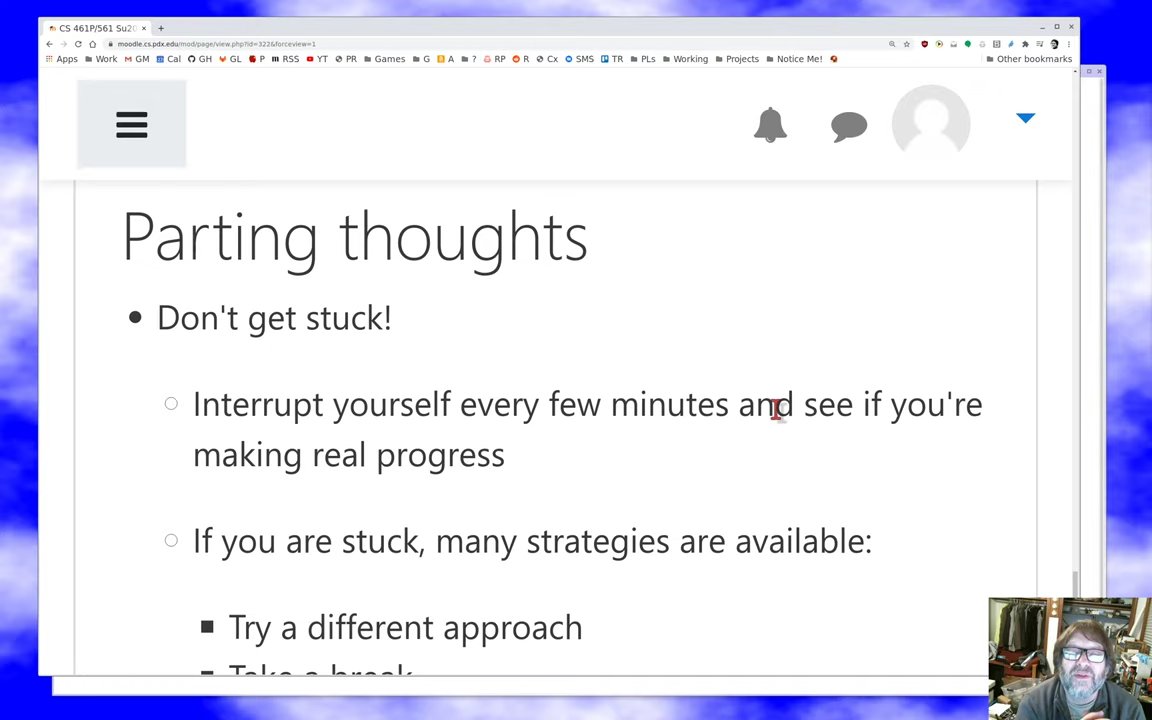 CS 461P/561 Su20
moodle.cs.pdx.edu/mod/page/view.php?id=322&forceview=1
Apps Work GM Cal GH GL P RSS YT PR Games G A ? RP R Cx SMS TR PLs Working Projects Notice Me! Other bookmarks
Parting thoughts
Don't get stuck!
Interrupt yourself every few minutes and see if you're
making real progress
If you are stuck, many strategies are available:
Try a different approach
Take a break